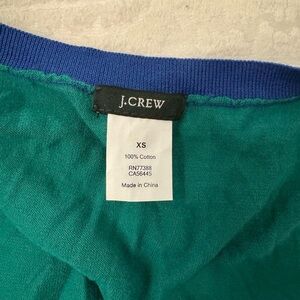 J.CREW
XS
100% Cotton
RN77388
CA56445
Made in China